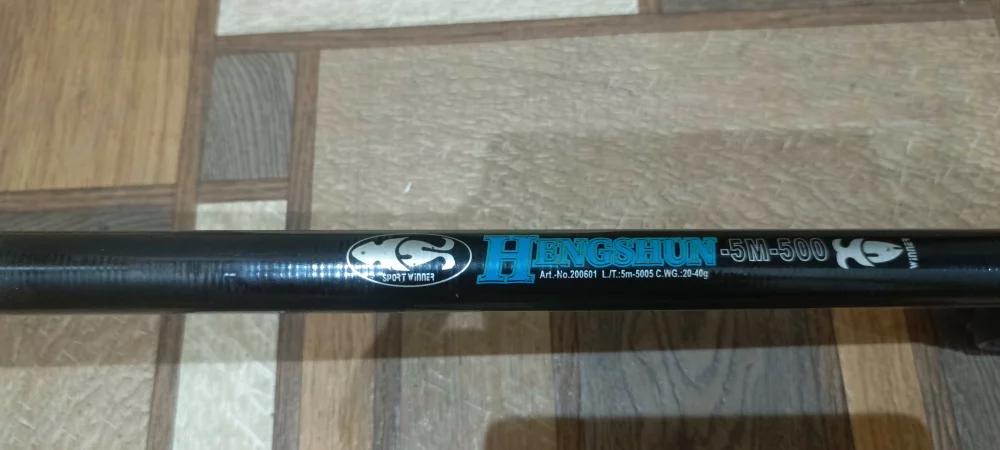 SPORT WINNER
HENGSHUN -5M-500
Art.-No.200601 L./T.:5m-5005 C.WG.:20-40g
WINNER